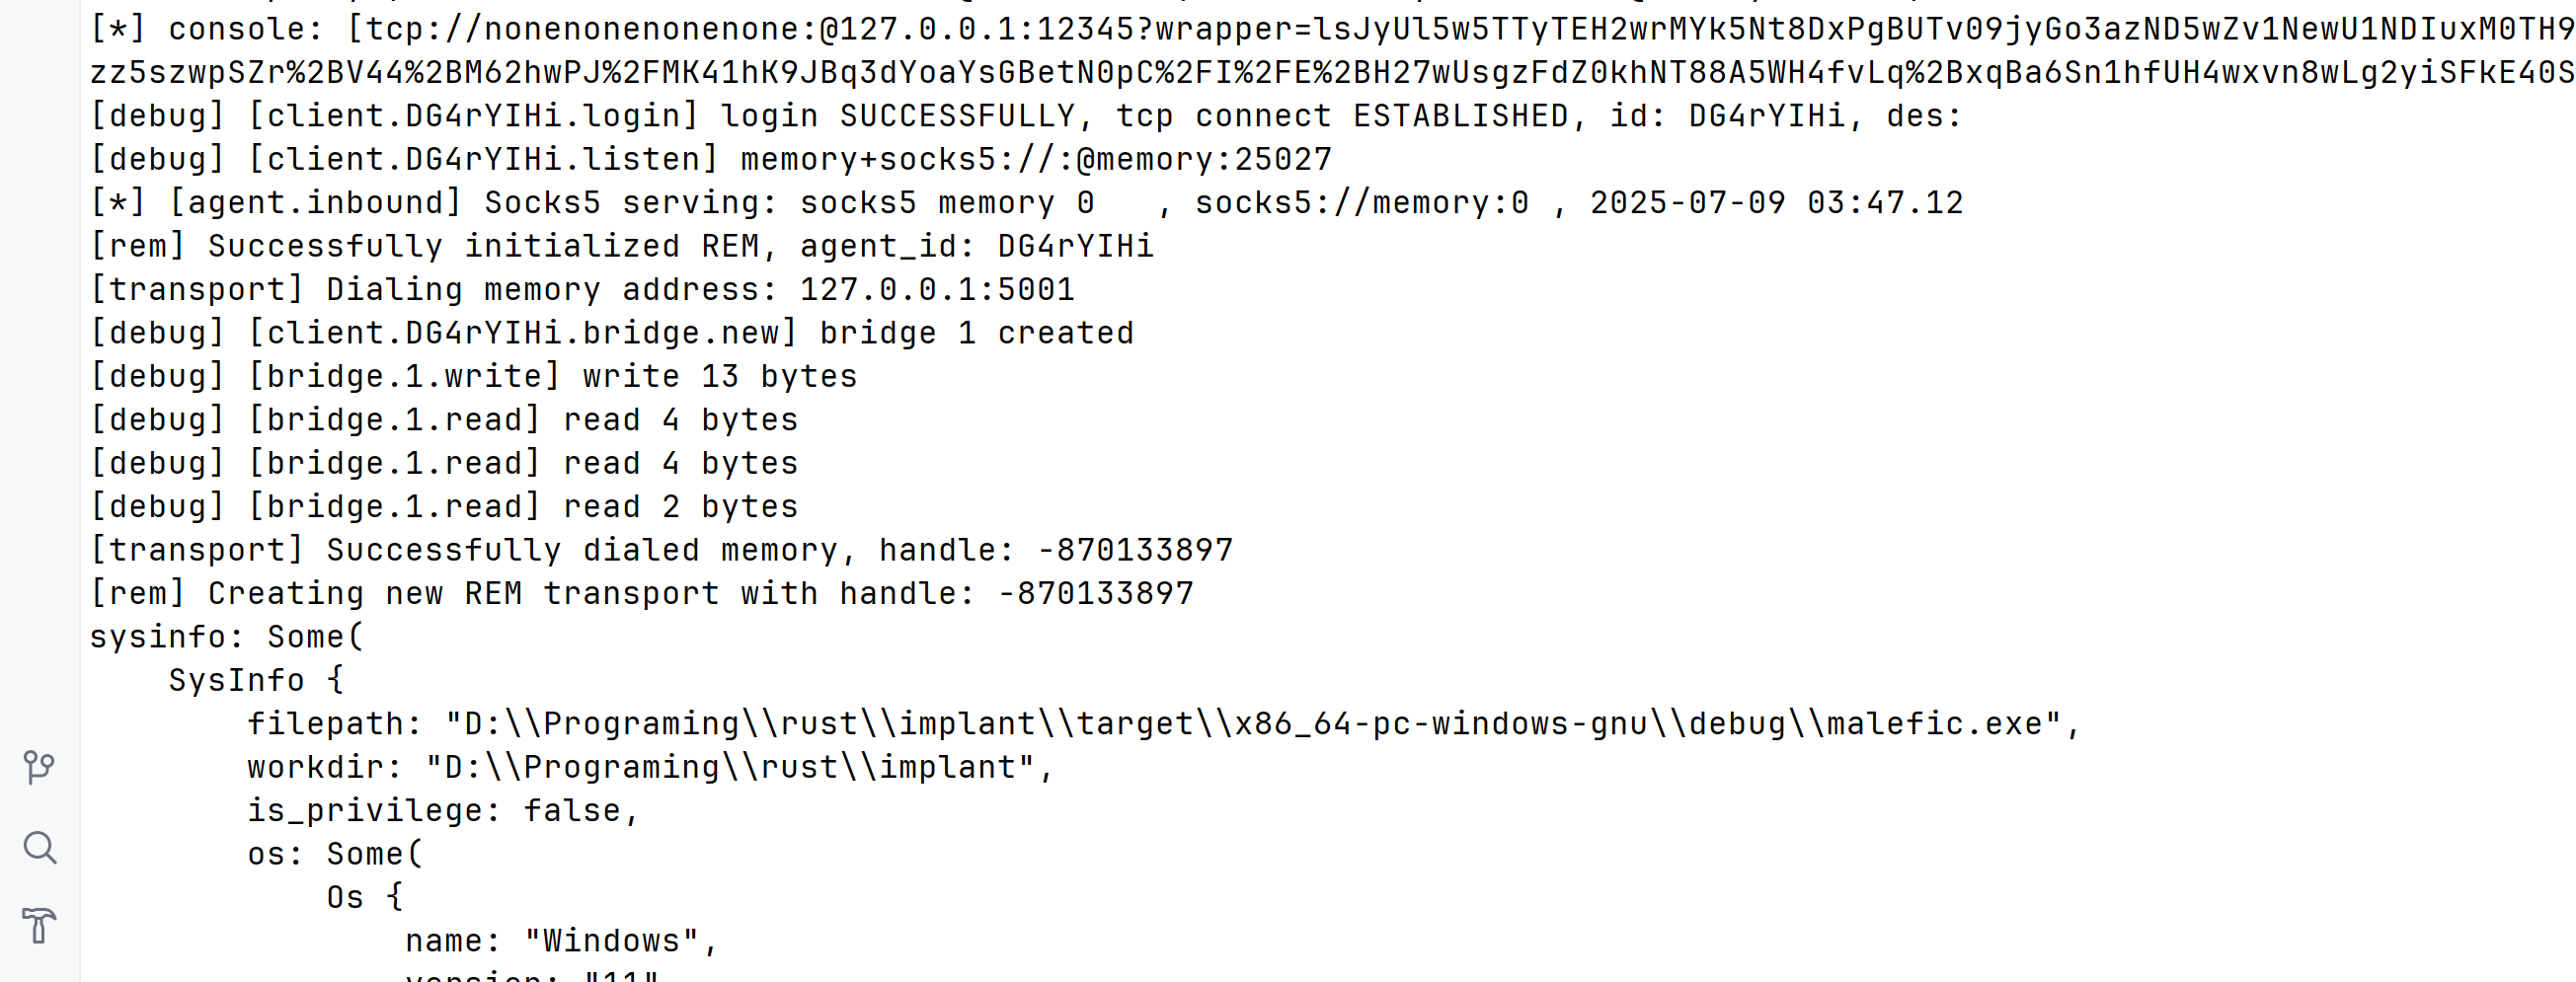 [*] console: [tcp://nonenonenonenone:@127.0.0.1:12345?wrapper=lsJyUl5w5TTyTEH2wrMYk5Nt8DxPgBUTv09jyGo3azND5wZv1NewU1NDIuxM0TH9
zz5szwpSZr%2BV44%2BM62hwPJ%2FMK41hK9JBq3dYoaYsGBetN0pC%2FI%2FE%2BH27wUsgzFdZ0khNT88A5WH4fvLq%2BxqBa6Sn1hfUH4wxvn8wLg2yiSFkE40S
[debug] [client.DG4rYIHi.login] login SUCCESSFULLY, tcp connect ESTABLISHED, id: DG4rYIHi, des:
[debug] [client.DG4rYIHi.listen] memory+socks5://:@memory:25027
[*] [agent.inbound] Socks5 serving: socks5 memory 0   , socks5://memory:0 , 2025-07-09 03:47.12
[rem] Successfully initialized REM, agent_id: DG4rYIHi
[transport] Dialing memory address: 127.0.0.1:5001
[debug] [client.DG4rYIHi.bridge.new] bridge 1 created
[debug] [bridge.1.write] write 13 bytes
[debug] [bridge.1.read] read 4 bytes
[debug] [bridge.1.read] read 4 bytes
[debug] [bridge.1.read] read 2 bytes
[transport] Successfully dialed memory, handle: -870133897
[rem] Creating new REM transport with handle: -870133897
sysinfo: Some(
    SysInfo {
        filepath: "D:\\Programing\\rust\\implant\\target\\x86_64-pc-windows-gnu\\debug\\malefic.exe",
        workdir: "D:\\Programing\\rust\\implant",
        is_privilege: false,
        os: Some(
            Os {
                name: "Windows",
                version: "11"